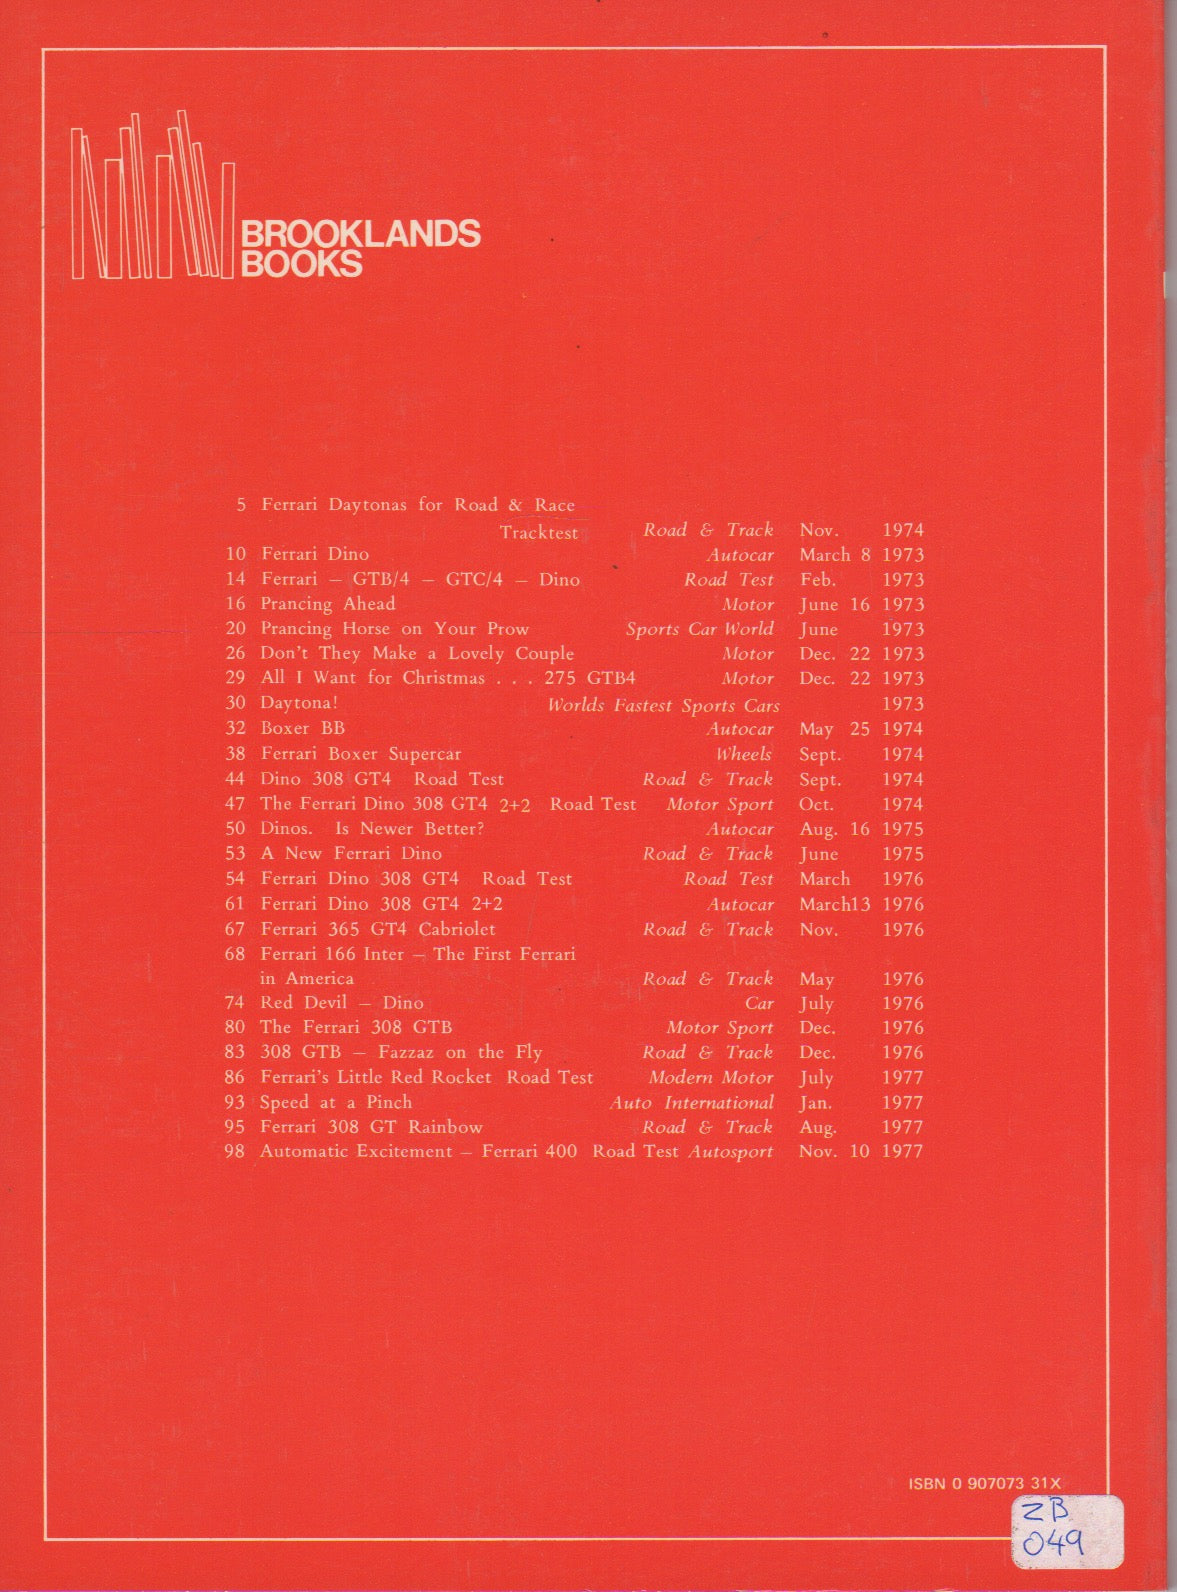 BROOKLANDS
BOOKS
5 Ferrari Daytonas for Road & Race
Tracktest Road & Track Nov. 1974
10 Ferrari Dino Autocar March 8 1973
14 Ferrari – GTB/4 – GTC/4 – Dino Road Test Feb. 1973
16 Prancing Ahead Motor June 16 1973
20 Prancing Horse on Your Prow Sports Car World June 1973
26 Don't They Make a Lovely Couple Motor Dec. 22 1973
29 All I Want for Christmas . . . 275 GTB4 Motor Dec. 22 1973
30 Daytona! Worlds Fastest Sports Cars 1973
32 Boxer BB Autocar May 25 1974
38 Ferrari Boxer Supercar Wheels Sept. 1974
44 Dino 308 GT4 Road Test Road & Track Sept. 1974
47 The Ferrari Dino 308 GT4 2+2 Road Test Motor Sport Oct. 1974
50 Dinos. Is Newer Better? Autocar Aug. 16 1975
53 A New Ferrari Dino Road & Track June 1975
54 Ferrari Dino 308 GT4 Road Test Road Test March 1976
61 Ferrari Dino 308 GT4 2+2 Autocar March13 1976
67 Ferrari 365 GT4 Cabriolet Road & Track Nov. 1976
68 Ferrari 166 Inter – The First Ferrari
in America Road & Track May 1976
74 Red Devil – Dino Car July 1976
80 The Ferrari 308 GTB Motor Sport Dec. 1976
83 308 GTB – Fazzaz on the Fly Road & Track Dec. 1976
86 Ferrari's Little Red Rocket Road Test Modern Motor July 1977
93 Speed at a Pinch Auto International Jan. 1977
95 Ferrari 308 GT Rainbow Road & Track Aug. 1977
98 Automatic Excitement – Ferrari 400 Road Test Autosport Nov. 10 1977
ISBN 0 907073 31X
ZB
049